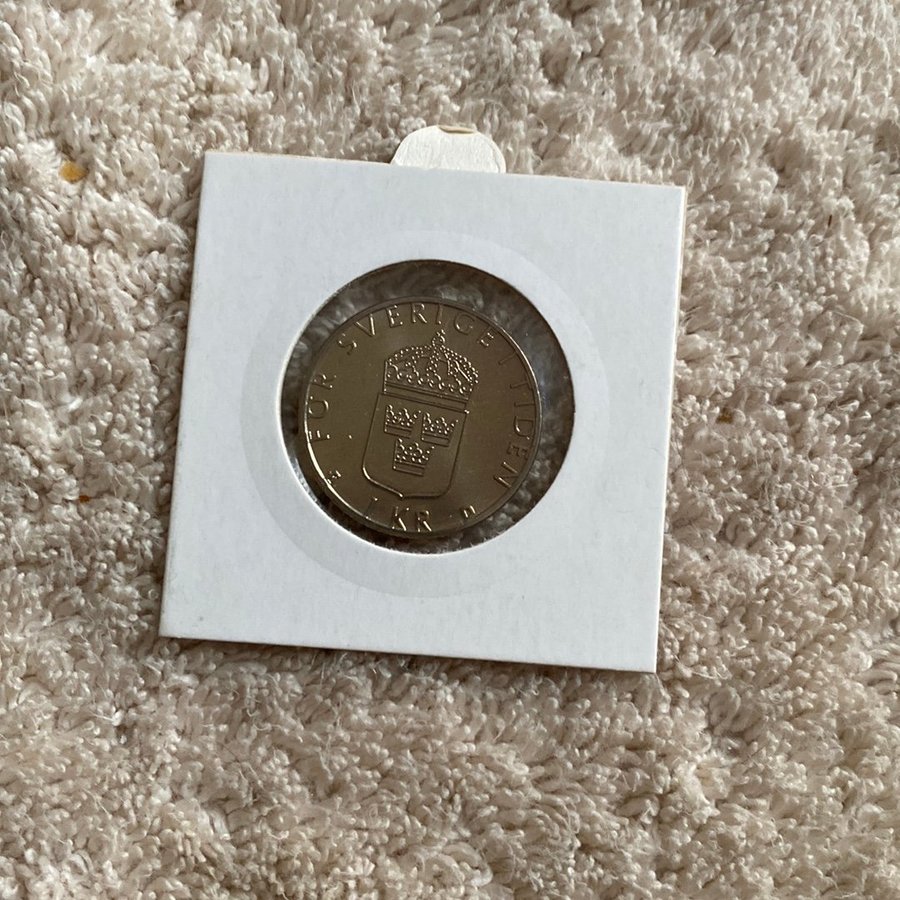 FÖR SVERIGE I TIDEN
1 KR